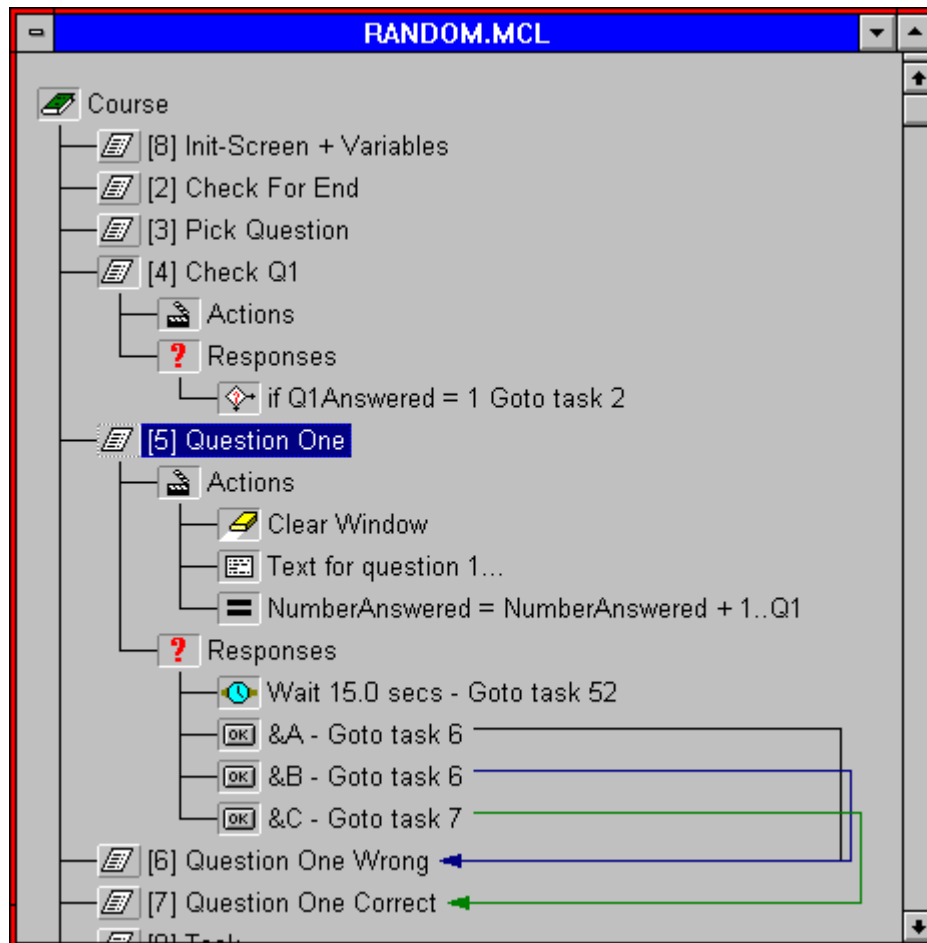 RANDOM.MCL
Course
[8] Init-Screen + Variables
[2] Check For End
[3] Pick Question
[4] Check Q1
Actions
? Responses
if Q1Answered = 1 Goto task 2
[5] Question One
Actions
Clear Window
Text for question 1...
NumberAnswered = NumberAnswered + 1..Q1
? Responses
Wait 15.0 secs - Goto task 52
OK &A - Goto task 6
OK &B - Goto task 6
OK &C - Goto task 7
[6] Question One Wrong
[7] Question One Correct